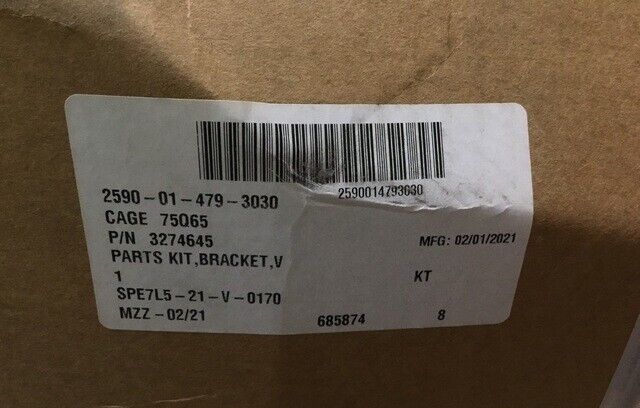 2590014793030
2590-01-479-3030
CAGE 75Q65
P/N 3274645 MFG: 02/01/2021
PARTS KIT,BRACKET,V
1 KT
SPE7L5-21-V-0170
MZZ-02/21 685874 8